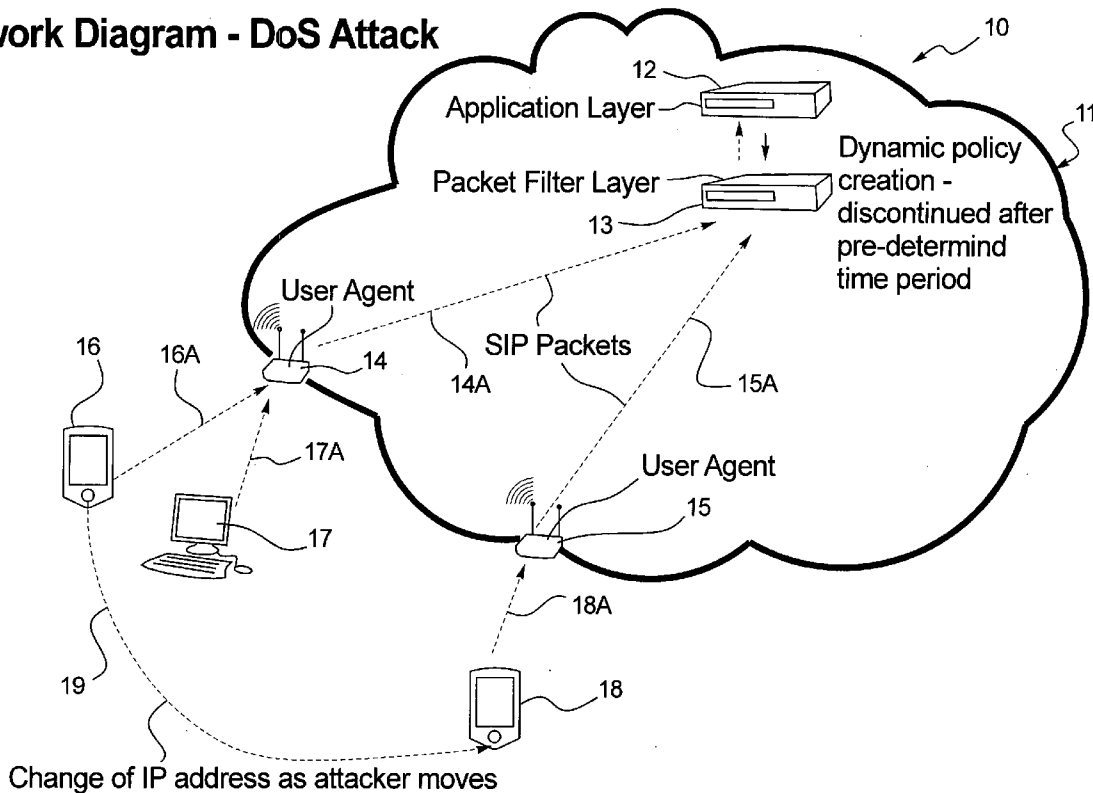 work Diagram - DoS Attack
10
11
12
Application Layer
Packet Filter Layer
13
Dynamic policy
creation -
discontinued after
pre-determind
time period
User Agent
14
14A
SIP Packets
15A
16
16A
17A
17
User Agent
15
18A
18
19
Change of IP address as attacker moves